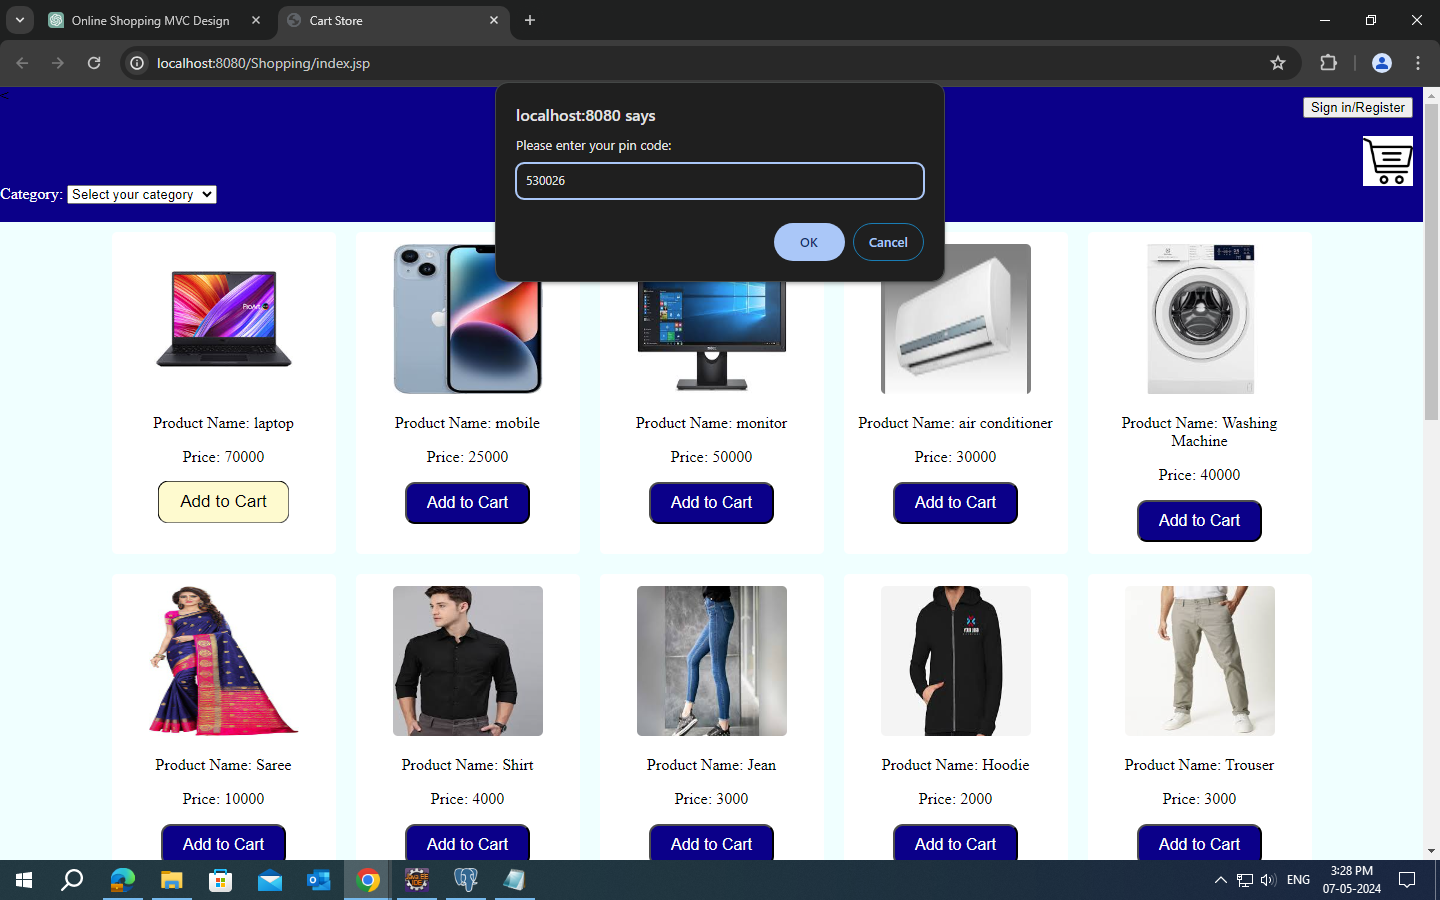 Online Shopping MVC Design
Cart Store
localhost:8080/Shopping/index.jsp
<
Sign in/Register
localhost:8080 says
Please enter your pin code:
530026
OK
Cancel
Category: Select your category
Product Name: laptop
Price: 70000
Add to Cart
Product Name: mobile
Price: 25000
Add to Cart
Product Name: monitor
Price: 50000
Add to Cart
Product Name: air conditioner
Price: 30000
Add to Cart
Product Name: Washing
Machine
Price: 40000
Add to Cart
Product Name: Saree
Price: 10000
Add to Cart
Product Name: Shirt
Price: 4000
Add to Cart
Product Name: Jean
Price: 3000
Add to Cart
Product Name: Hoodie
Price: 2000
Add to Cart
Product Name: Trouser
Price: 3000
Add to Cart
ENG
3:28 PM
07-05-2024